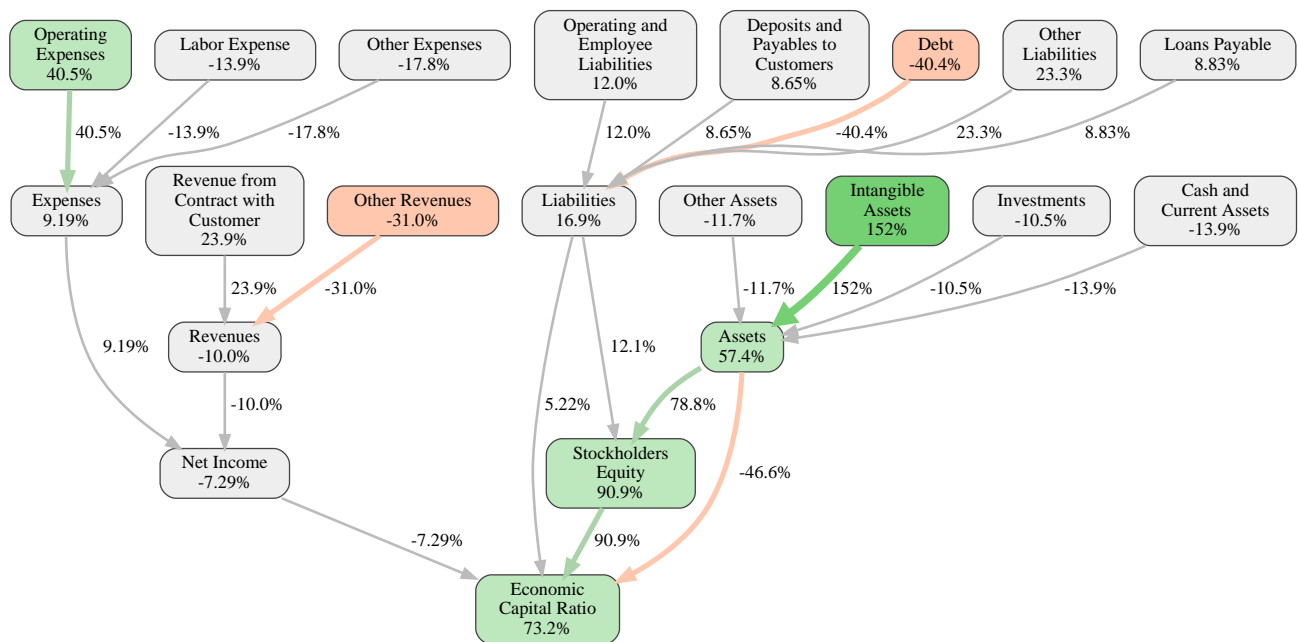 Operating
Expenses
40.5%
Labor Expense
-13.9%
Other Expenses
-17.8%
Operating and
Employee
Liabilities
12.0%
Deposits and
Payables to
Customers
8.65%
Debt
-40.4%
Other
Liabilities
23.3%
Loans Payable
8.83%
40.5%
-13.9%
-17.8%
12.0%
8.65%
-40.4%
23.3%
8.83%
Expenses
9.19%
Revenue from
Contract with
Customer
23.9%
Other Revenues
-31.0%
Liabilities
16.9%
Other Assets
-11.7%
Intangible
Assets
152%
Investments
-10.5%
Cash and
Current Assets
-13.9%
23.9%
-31.0%
-11.7%
152%
-10.5%
-13.9%
9.19%
Revenues
-10.0%
12.1%
Assets
57.4%
-10.0%
5.22%
78.8%
Net Income
-7.29%
Stockholders
Equity
90.9%
-46.6%
-7.29%
90.9%
Economic
Capital Ratio
73.2%